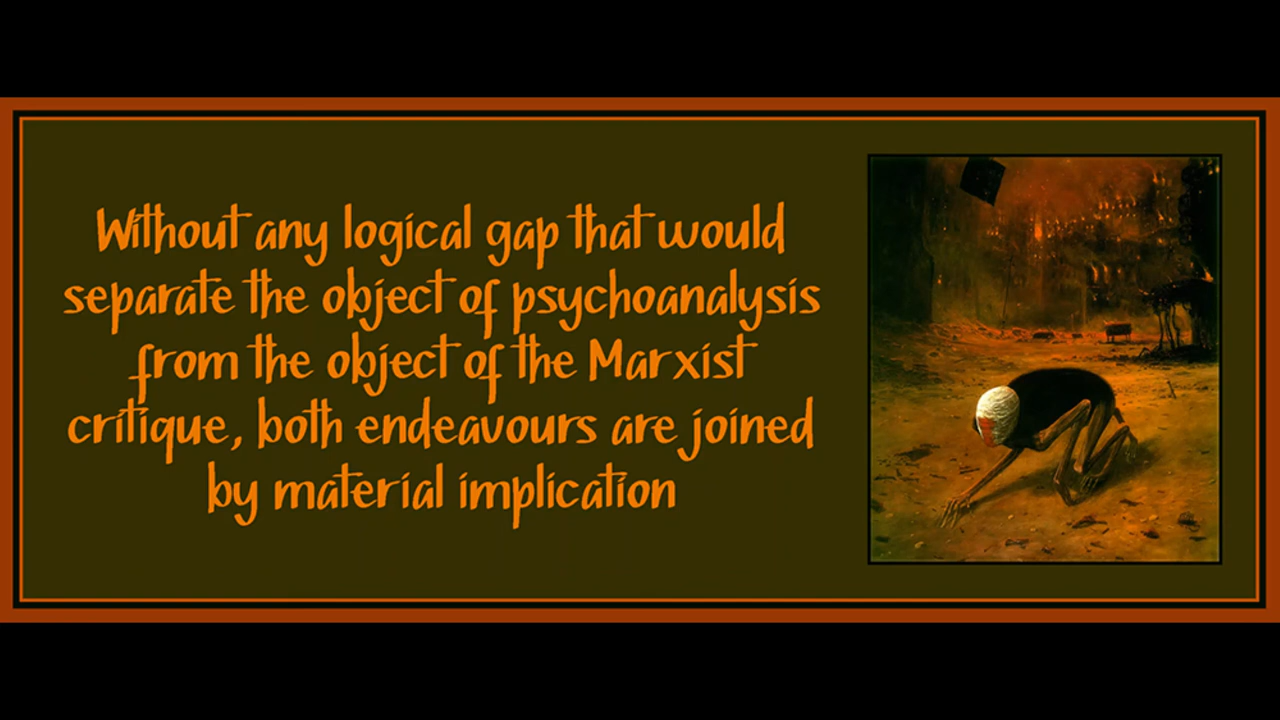 Without any logical gap that would
separate the object of psychoanalysis
from the object of the Marxist
critique, both endeavours are joined
by material implication